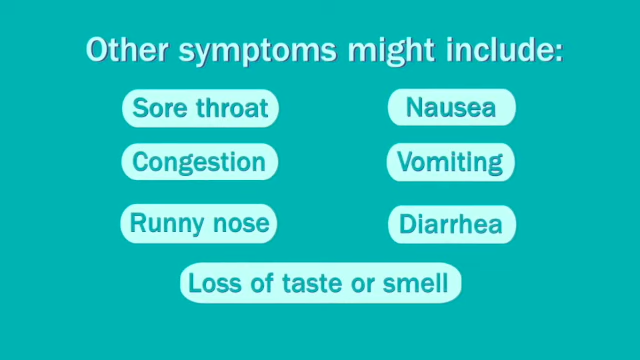 Other symptoms might include:
Sore throat
Nausea
Congestion
Vomiting
Runny nose
Diarrhea
Loss of taste or smell